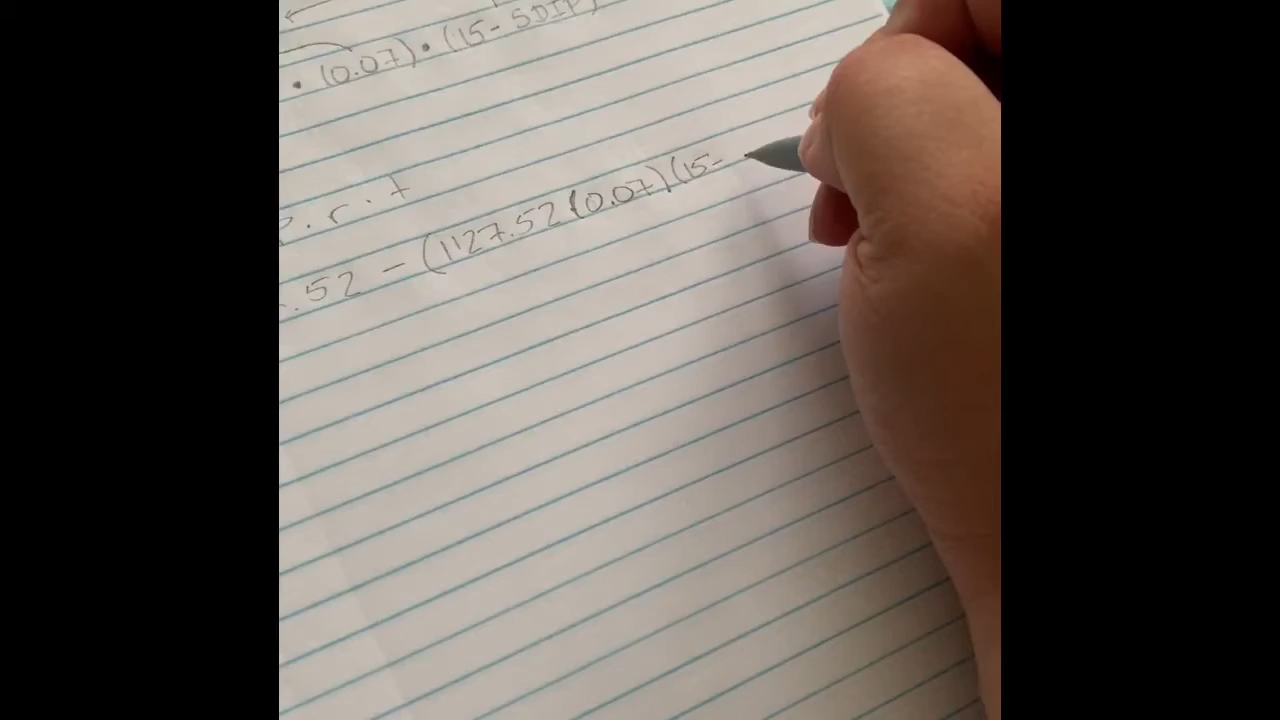 • (0.07) • (15- 5DIP)
P. r. t
.52 - (1127.52(0.07)(15-